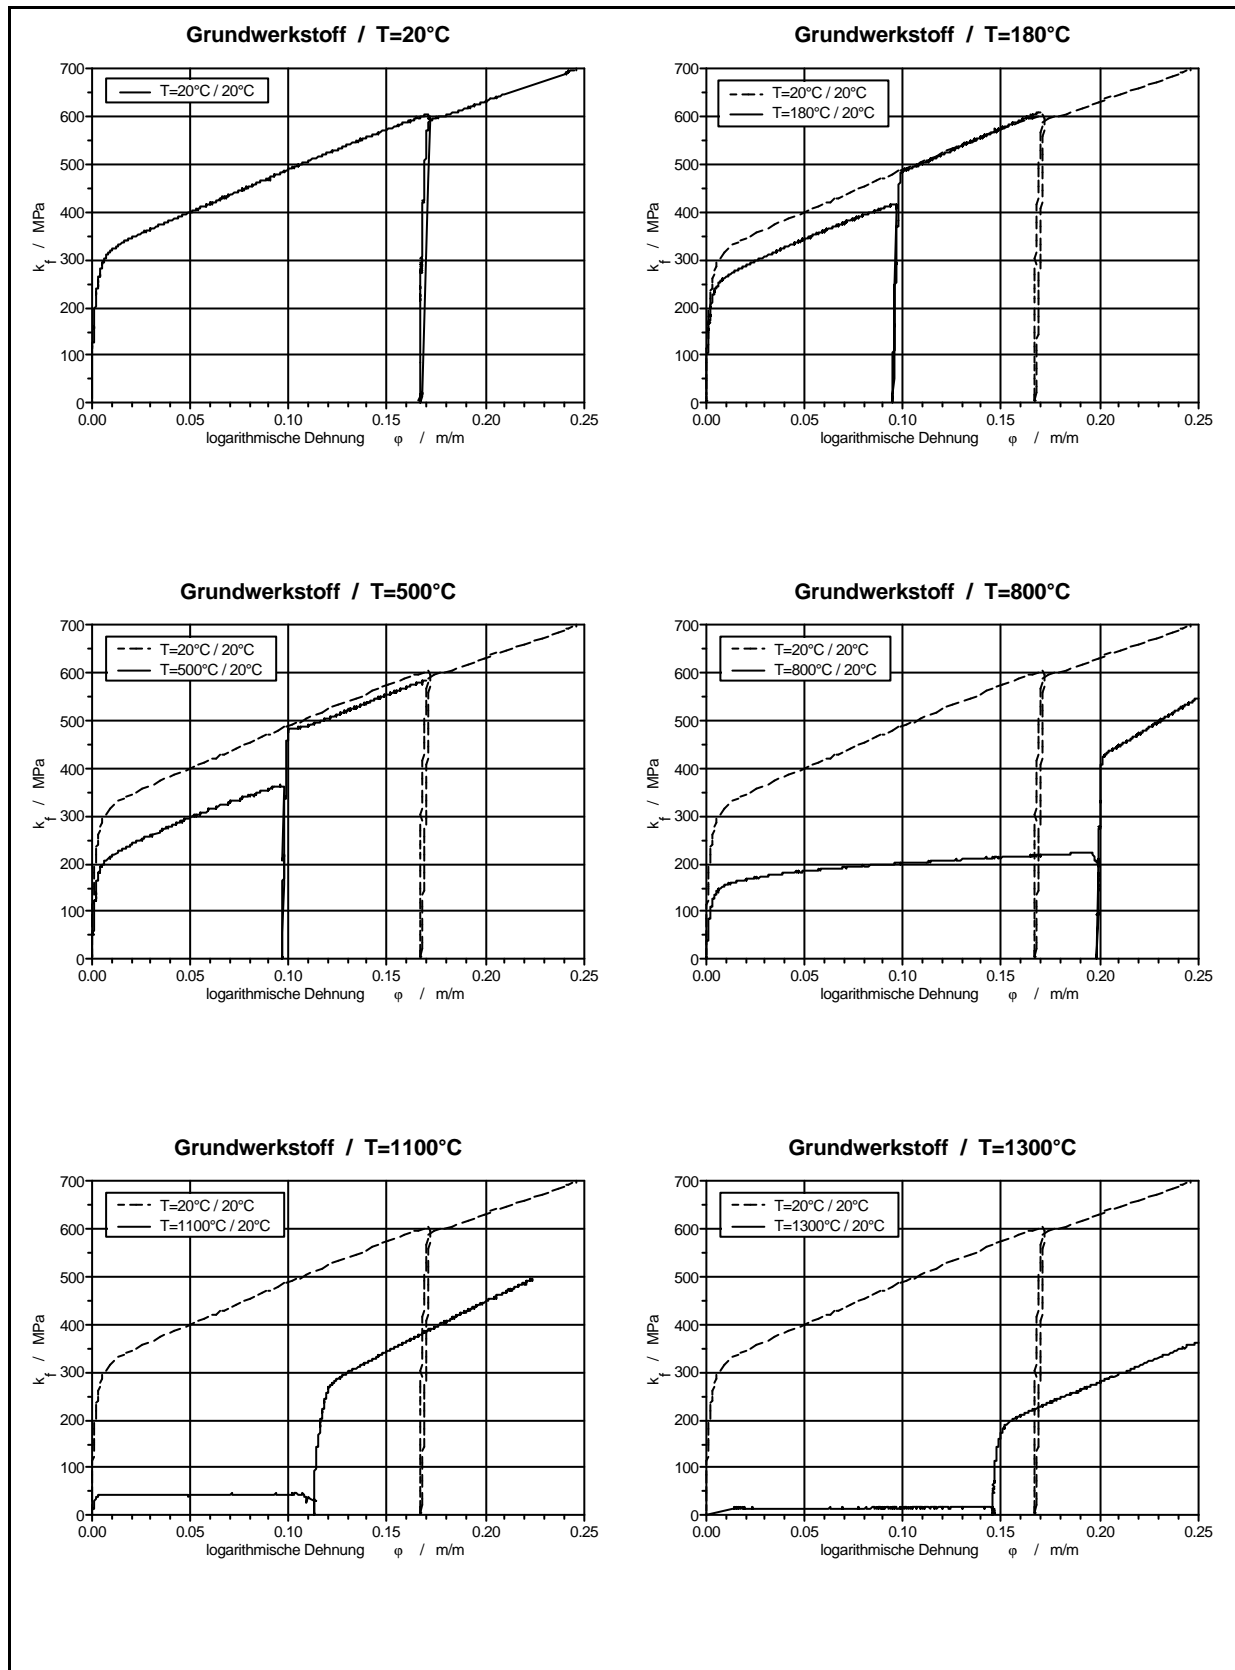 Grundwerkstoff / T=20°C
T=20°C / 20°C
700
600
500
400
300
200
100
0
k_f / MPa
0.00 0.05 0.10 0.15 0.20 0.25
logarithmische Dehnung φ / m/m
Grundwerkstoff / T=180°C
T=20°C / 20°C
T=180°C / 20°C
700
600
500
400
300
200
100
0
k_f / MPa
0.00 0.05 0.10 0.15 0.20 0.25
logarithmische Dehnung φ / m/m
Grundwerkstoff / T=500°C
T=20°C / 20°C
T=500°C / 20°C
700
600
500
400
300
200
100
0
k_f / MPa
0.00 0.05 0.10 0.15 0.20 0.25
logarithmische Dehnung φ / m/m
Grundwerkstoff / T=800°C
T=20°C / 20°C
T=800°C / 20°C
700
600
500
400
300
200
100
0
k_f / MPa
0.00 0.05 0.10 0.15 0.20 0.25
logarithmische Dehnung φ / m/m
Grundwerkstoff / T=1100°C
T=20°C / 20°C
T=1100°C / 20°C
700
600
500
400
300
200
100
0
k_f / MPa
0.00 0.05 0.10 0.15 0.20 0.25
logarithmische Dehnung φ / m/m
Grundwerkstoff / T=1300°C
T=20°C / 20°C
T=1300°C / 20°C
700
600
500
400
300
200
100
0
k_f / MPa
0.00 0.05 0.10 0.15 0.20 0.25
logarithmische Dehnung φ / m/m